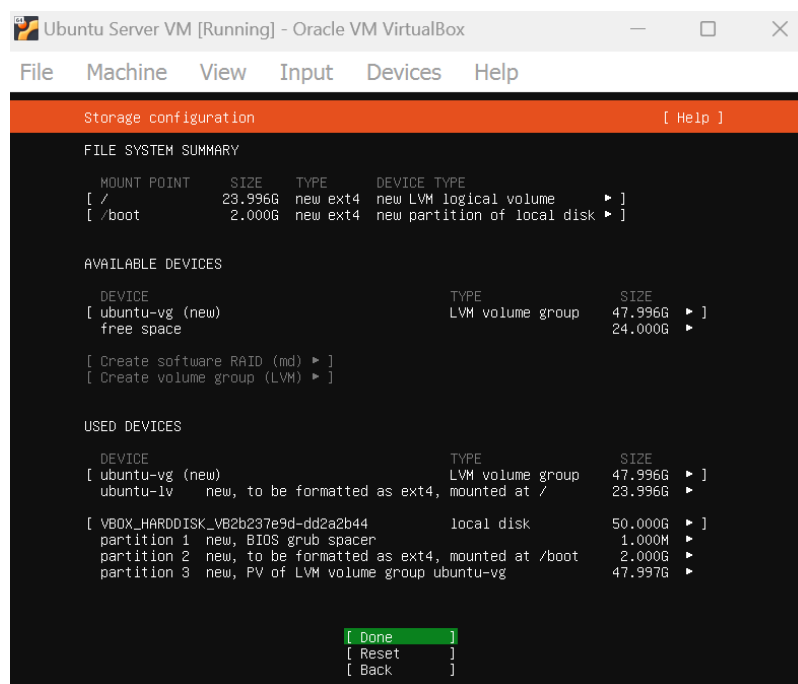 Ubuntu Server VM [Running] - Oracle VM VirtualBox
File Machine View Input Devices Help
Storage configuration [ Help ]
FILE SYSTEM SUMMARY
MOUNT POINT SIZE TYPE DEVICE TYPE
[ / 23.996G new ext4 new LVM logical volume ▸ ]
[ /boot 2.000G new ext4 new partition of local disk ▸ ]
AVAILABLE DEVICES
DEVICE TYPE SIZE
[ ubuntu-vg (new) LVM volume group 47.996G ▸ ]
free space 24.000G ▸
[ Create software RAID (md) ▸ ]
[ Create volume group (LVM) ▸ ]
USED DEVICES
DEVICE TYPE SIZE
[ ubuntu-vg (new) LVM volume group 47.996G ▸ ]
ubuntu-lv new, to be formatted as ext4, mounted at / 23.996G ▸
[ VBOX_HARDDISK_VB2b237e9d-dd2a2b44 local disk 50.000G ▸ ]
partition 1 new, BIOS grub spacer 1.000M ▸
partition 2 new, to be formatted as ext4, mounted at /boot 2.000G ▸
partition 3 new, PV of LVM volume group ubuntu-vg 47.997G ▸
[ Done ]
[ Reset ]
[ Back ]